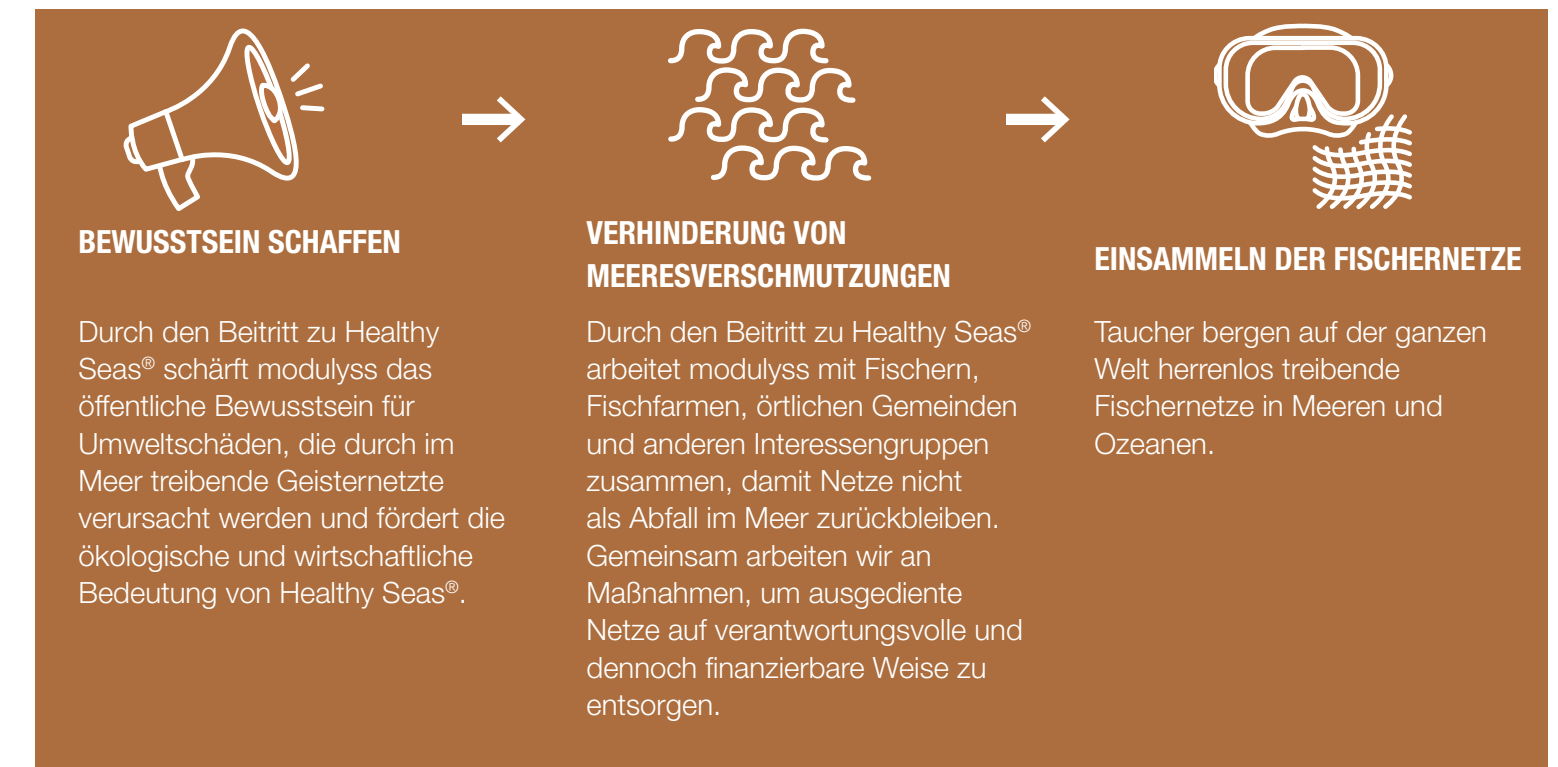 BEWUSSTSEIN SCHAFFEN
Durch den Beitritt zu Healthy
Seas® schärft modulyss das
öffentliche Bewusstsein für
Umweltschäden, die durch im
Meer treibende Geisternetzte
verursacht werden und fördert die
ökologische und wirtschaftliche
Bedeutung von Healthy Seas®.
VERHINDERUNG VON
MEERESVERSCHMUTZUNGEN
Durch den Beitritt zu Healthy Seas®
arbeitet modulyss mit Fischern,
Fischfarmen, örtlichen Gemeinden
und anderen Interessengruppen
zusammen, damit Netze nicht
als Abfall im Meer zurückbleiben.
Gemeinsam arbeiten wir an
Maßnahmen, um ausgediente
Netze auf verantwortungsvolle und
dennoch finanzierbare Weise zu
entsorgen.
EINSAMMELN DER FISCHERNETZE
Taucher bergen auf der ganzen
Welt herrenlos treibende
Fischernetze in Meeren und
Ozeanen.